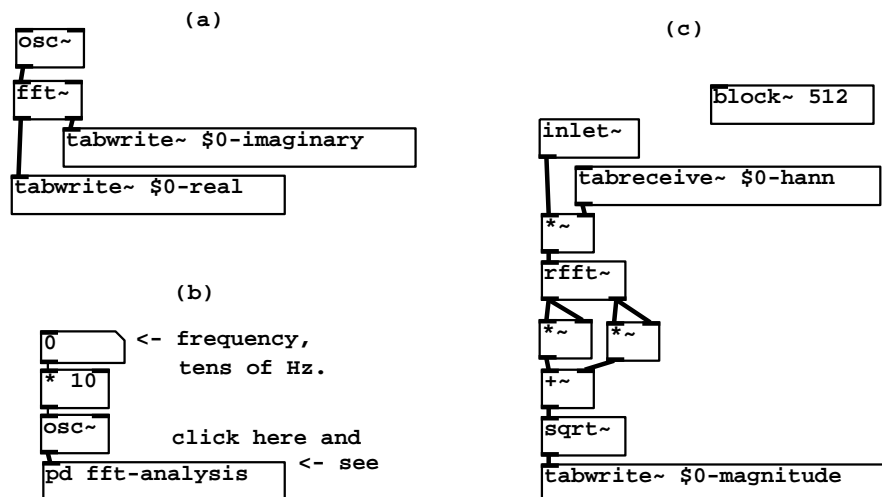 (a)
osc~
fft~
tabwrite~ $0-imaginary
tabwrite~ $0-real
(b)
0
<- frequency,
tens of Hz.
* 10
osc~
click here and
<- see
pd fft-analysis
(c)
block~ 512
inlet~
tabreceive~ $0-hann
*~
rfft~
*~ *~
+~
sqrt~
tabwrite~ $0-magnitude